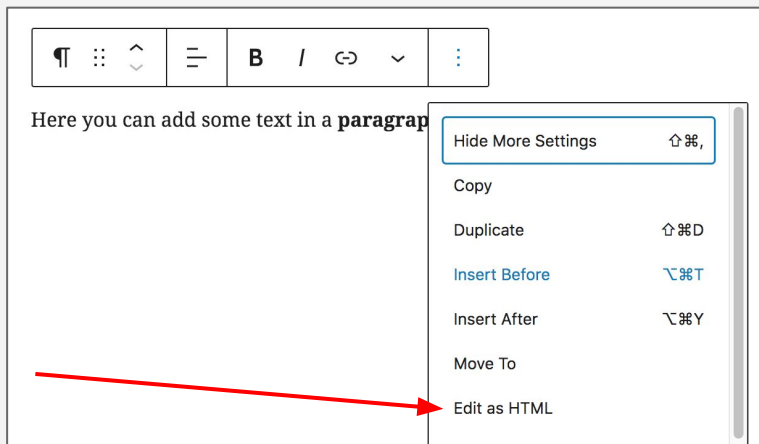 ¶ B I
Here you can add some text in a paragrap
Hide More Settings ⇧⌘,
Copy
Duplicate ⇧⌘D
Insert Before ⌥⌘T
Insert After ⌥⌘Y
Move To
Edit as HTML